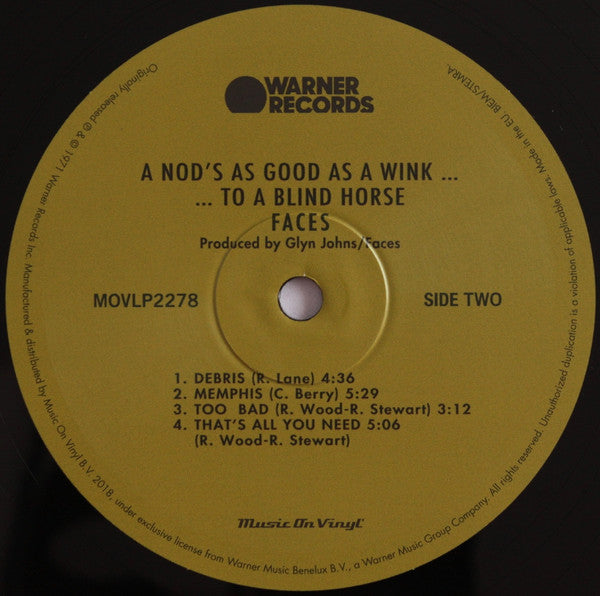 WARNER
RECORDS
A NOD'S AS GOOD AS A WINK ...
... TO A BLIND HORSE
FACES
Produced by Glyn Johns/Faces
MOVLP2278
SIDE TWO
1. DEBRIS (R. Lane) 4:36
2. MEMPHIS (C. Berry) 5:29
3. TOO BAD (R. Wood-R. Stewart) 3:12
4. THAT'S ALL YOU NEED 5:06
(R. Wood-R. Stewart)
Music On Vinyl
Originally released ℗ & © 1971 Warner Records Inc. Manufactured & distributed by Music On Vinyl B.V. 2018, under exclusive license from Warner Music Benelux B.V., a Warner Music Group Company. All rights reserved. Unauthorized duplication is a violation of applicable laws. Made in the EU. BIEM/STEMRA.